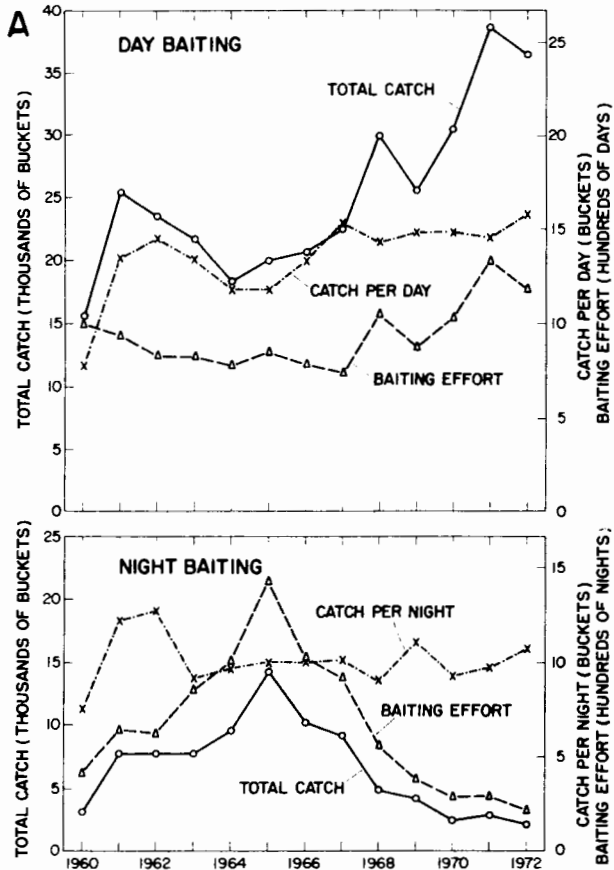 A
DAY BAITING
TOTAL CATCH
CATCH PER DAY
BAITING EFFORT
TOTAL CATCH (THOUSANDS OF BUCKETS)
40
35
30
25
20
15
10
5
0
25
20
15
10
5
0
CATCH PER DAY (BUCKETS)
BAITING EFFORT (HUNDREDS OF DAYS)
NIGHT BAITING
CATCH PER NIGHT
BAITING EFFORT
TOTAL CATCH
TOTAL CATCH (THOUSANDS OF BUCKETS)
25
20
15
10
5
0
15
10
5
0
CATCH PER NIGHT (BUCKETS)
BAITING EFFORT (HUNDREDS OF NIGHTS)
1960 1962 1964 1966 1968 1970 1972